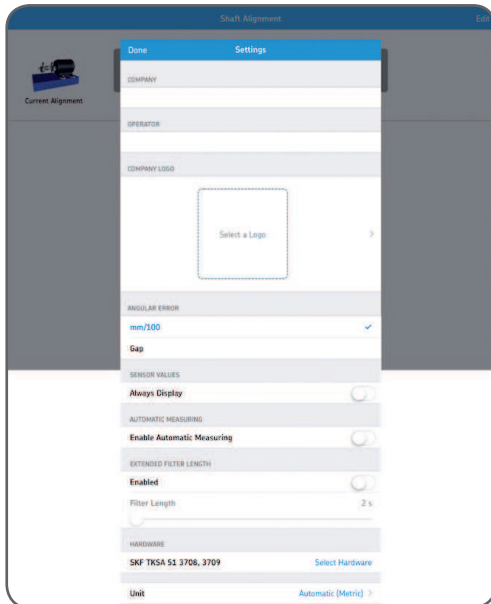 Shaft Alignment Edit
Done Settings
Current Alignment
COMPANY
OPERATOR
COMPANY LOGO
Select a Logo
ANGULAR ERROR
mm/100
Gap
SENSOR VALUES
Always Display
AUTOMATIC MEASURING
Enable Automatic Measuring
EXTENDED FILTER LENGTH
Enabled
Filter Length 2 s
HARDWARE
SKF TKSA 51 3708, 3709 Select Hardware
Unit Automatic (Metric)